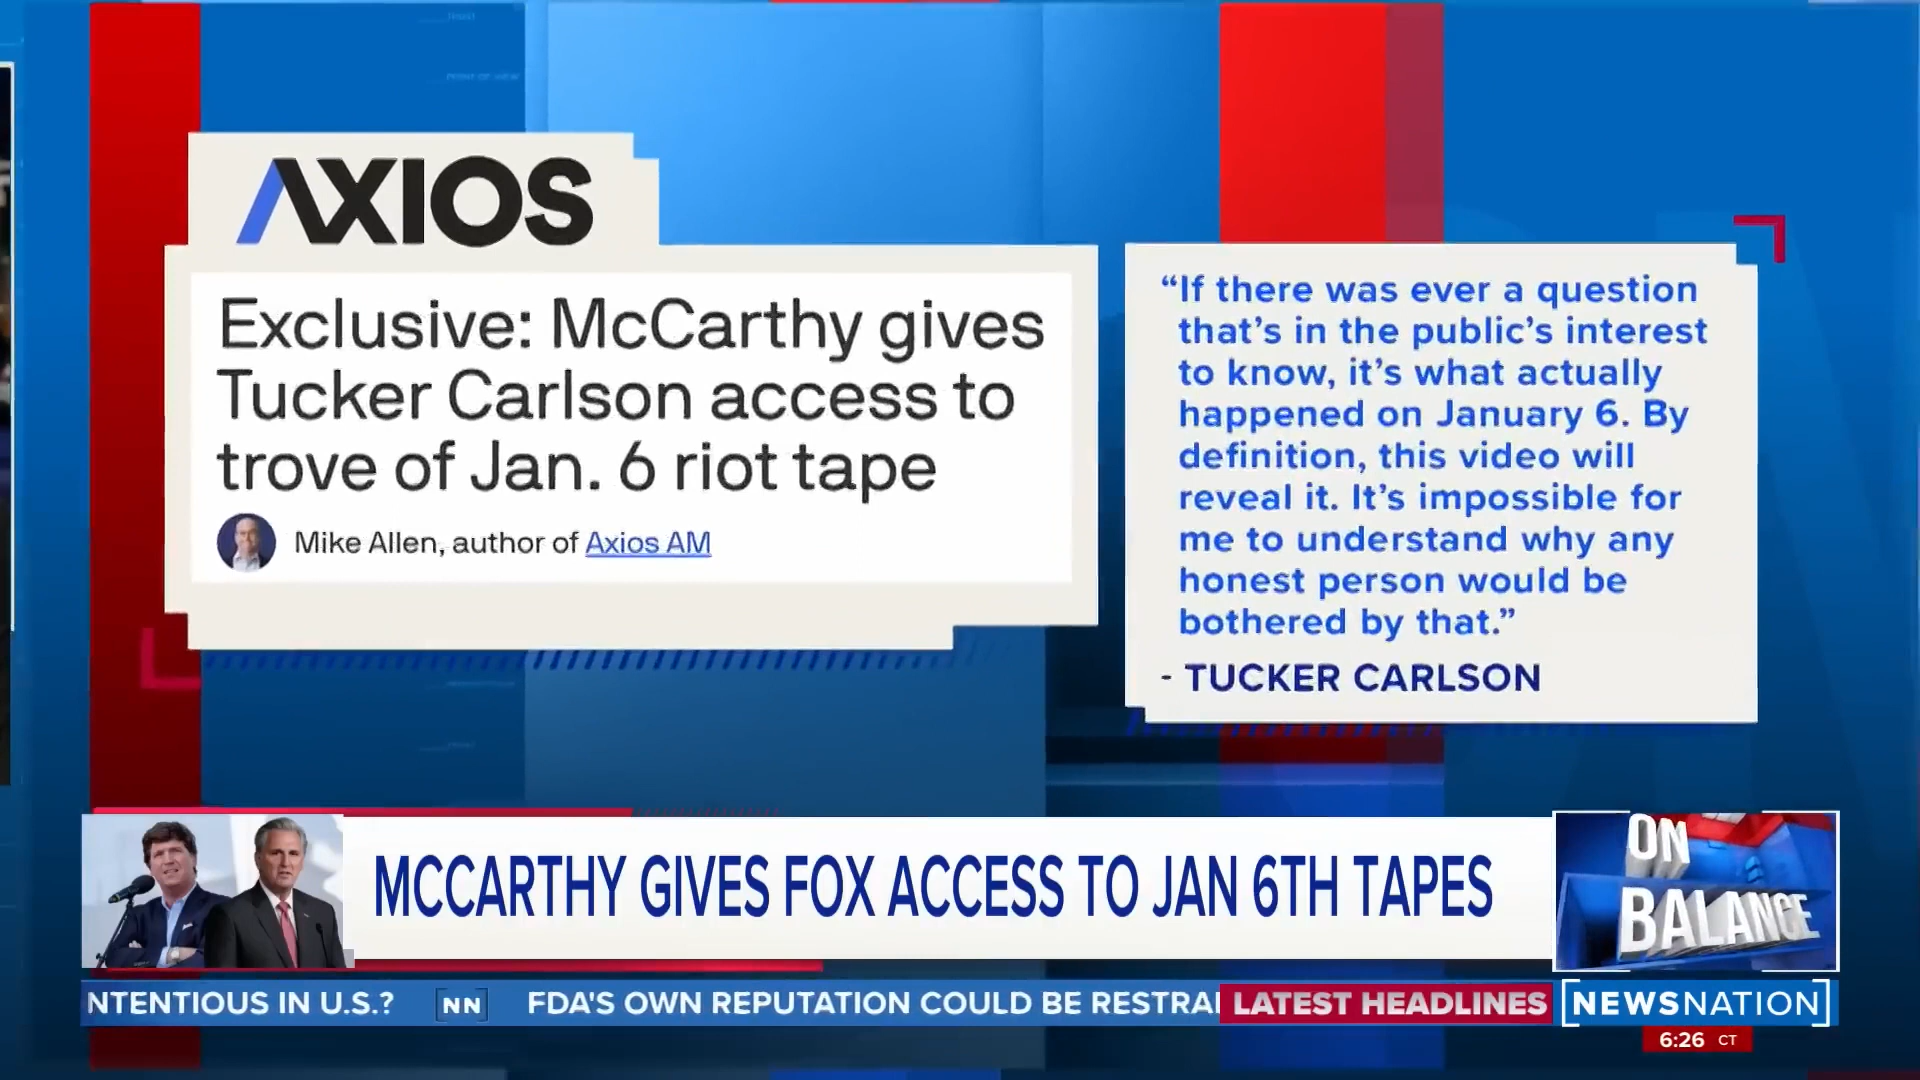 AXIOS
Exclusive: McCarthy gives
Tucker Carlson access to
trove of Jan. 6 riot tape
Mike Allen, author of Axios AM
“If there was ever a question
that’s in the public’s interest
to know, it’s what actually
happened on January 6. By
definition, this video will
reveal it. It’s impossible for
me to understand why any
honest person would be
bothered by that.”
- TUCKER CARLSON
MCCARTHY GIVES FOX ACCESS TO JAN 6TH TAPES
ON
BALANCE
NTENTIOUS IN U.S.? NN FDA'S OWN REPUTATION COULD BE RESTRAI
LATEST HEADLINES
NEWSNATION
6:26 CT